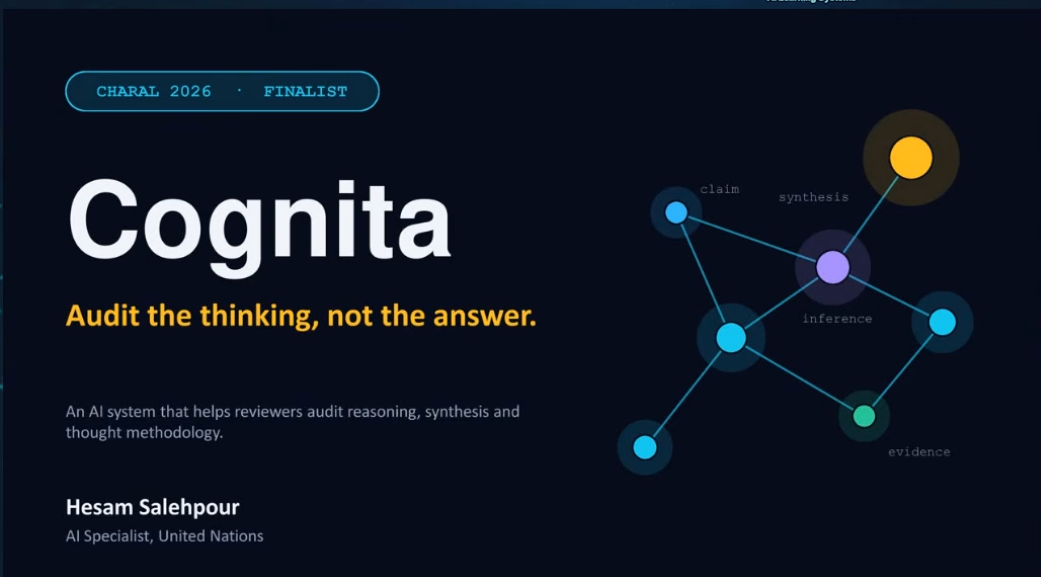 CHARAL 2026 · FINALIST
Cognita
Audit the thinking, not the answer.
An AI system that helps reviewers audit reasoning, synthesis and
thought methodology.
Hesam Salehpour
AI Specialist, United Nations
claim
synthesis
inference
evidence